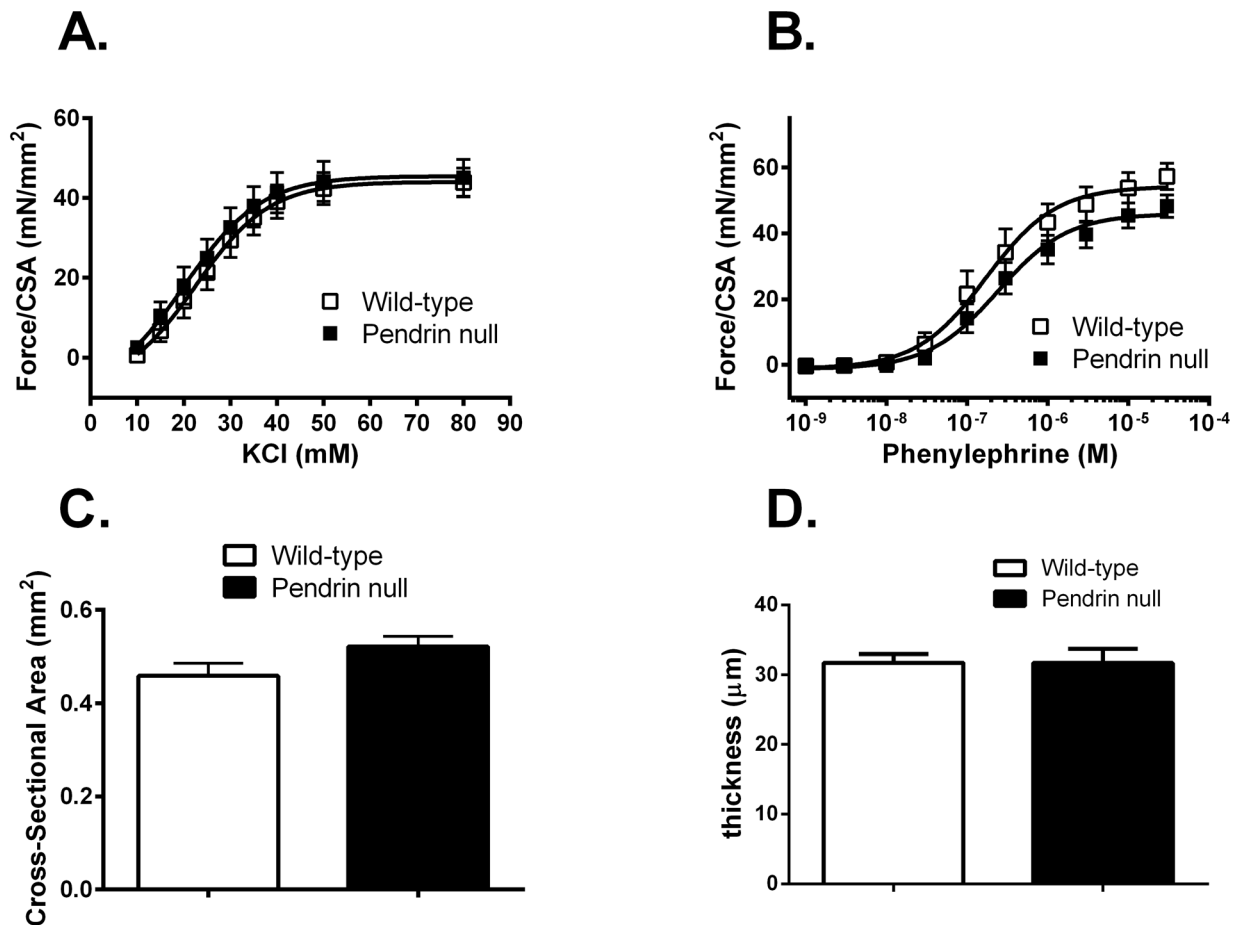 A.
Force/CSA (mN/mm²)
60
40
20
0
0 10 20 30 40 50 60 70 80 90
KCl (mM)
Wild-type
Pendrin null
B.
Force/CSA (mN/mm²)
60
40
20
0
10⁻⁹ 10⁻⁸ 10⁻⁷ 10⁻⁶ 10⁻⁵ 10⁻⁴
Phenylephrine (M)
Wild-type
Pendrin null
C.
Wild-type
Pendrin null
Cross-Sectional Area (mm²)
0.6
0.4
0.2
0.0
D.
Wild-type
Pendrin null
thickness (μm)
40
30
20
10
0